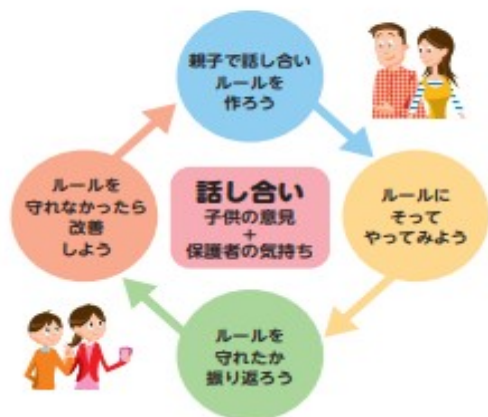 親子で話し合い
ルールを
作ろう
ルールに
そって
やってみよう
ルールを
守れたか
振り返ろう
ルールを
守れなかったら
改善
しよう
話し合い
子供の意見
+
保護者の気持ち